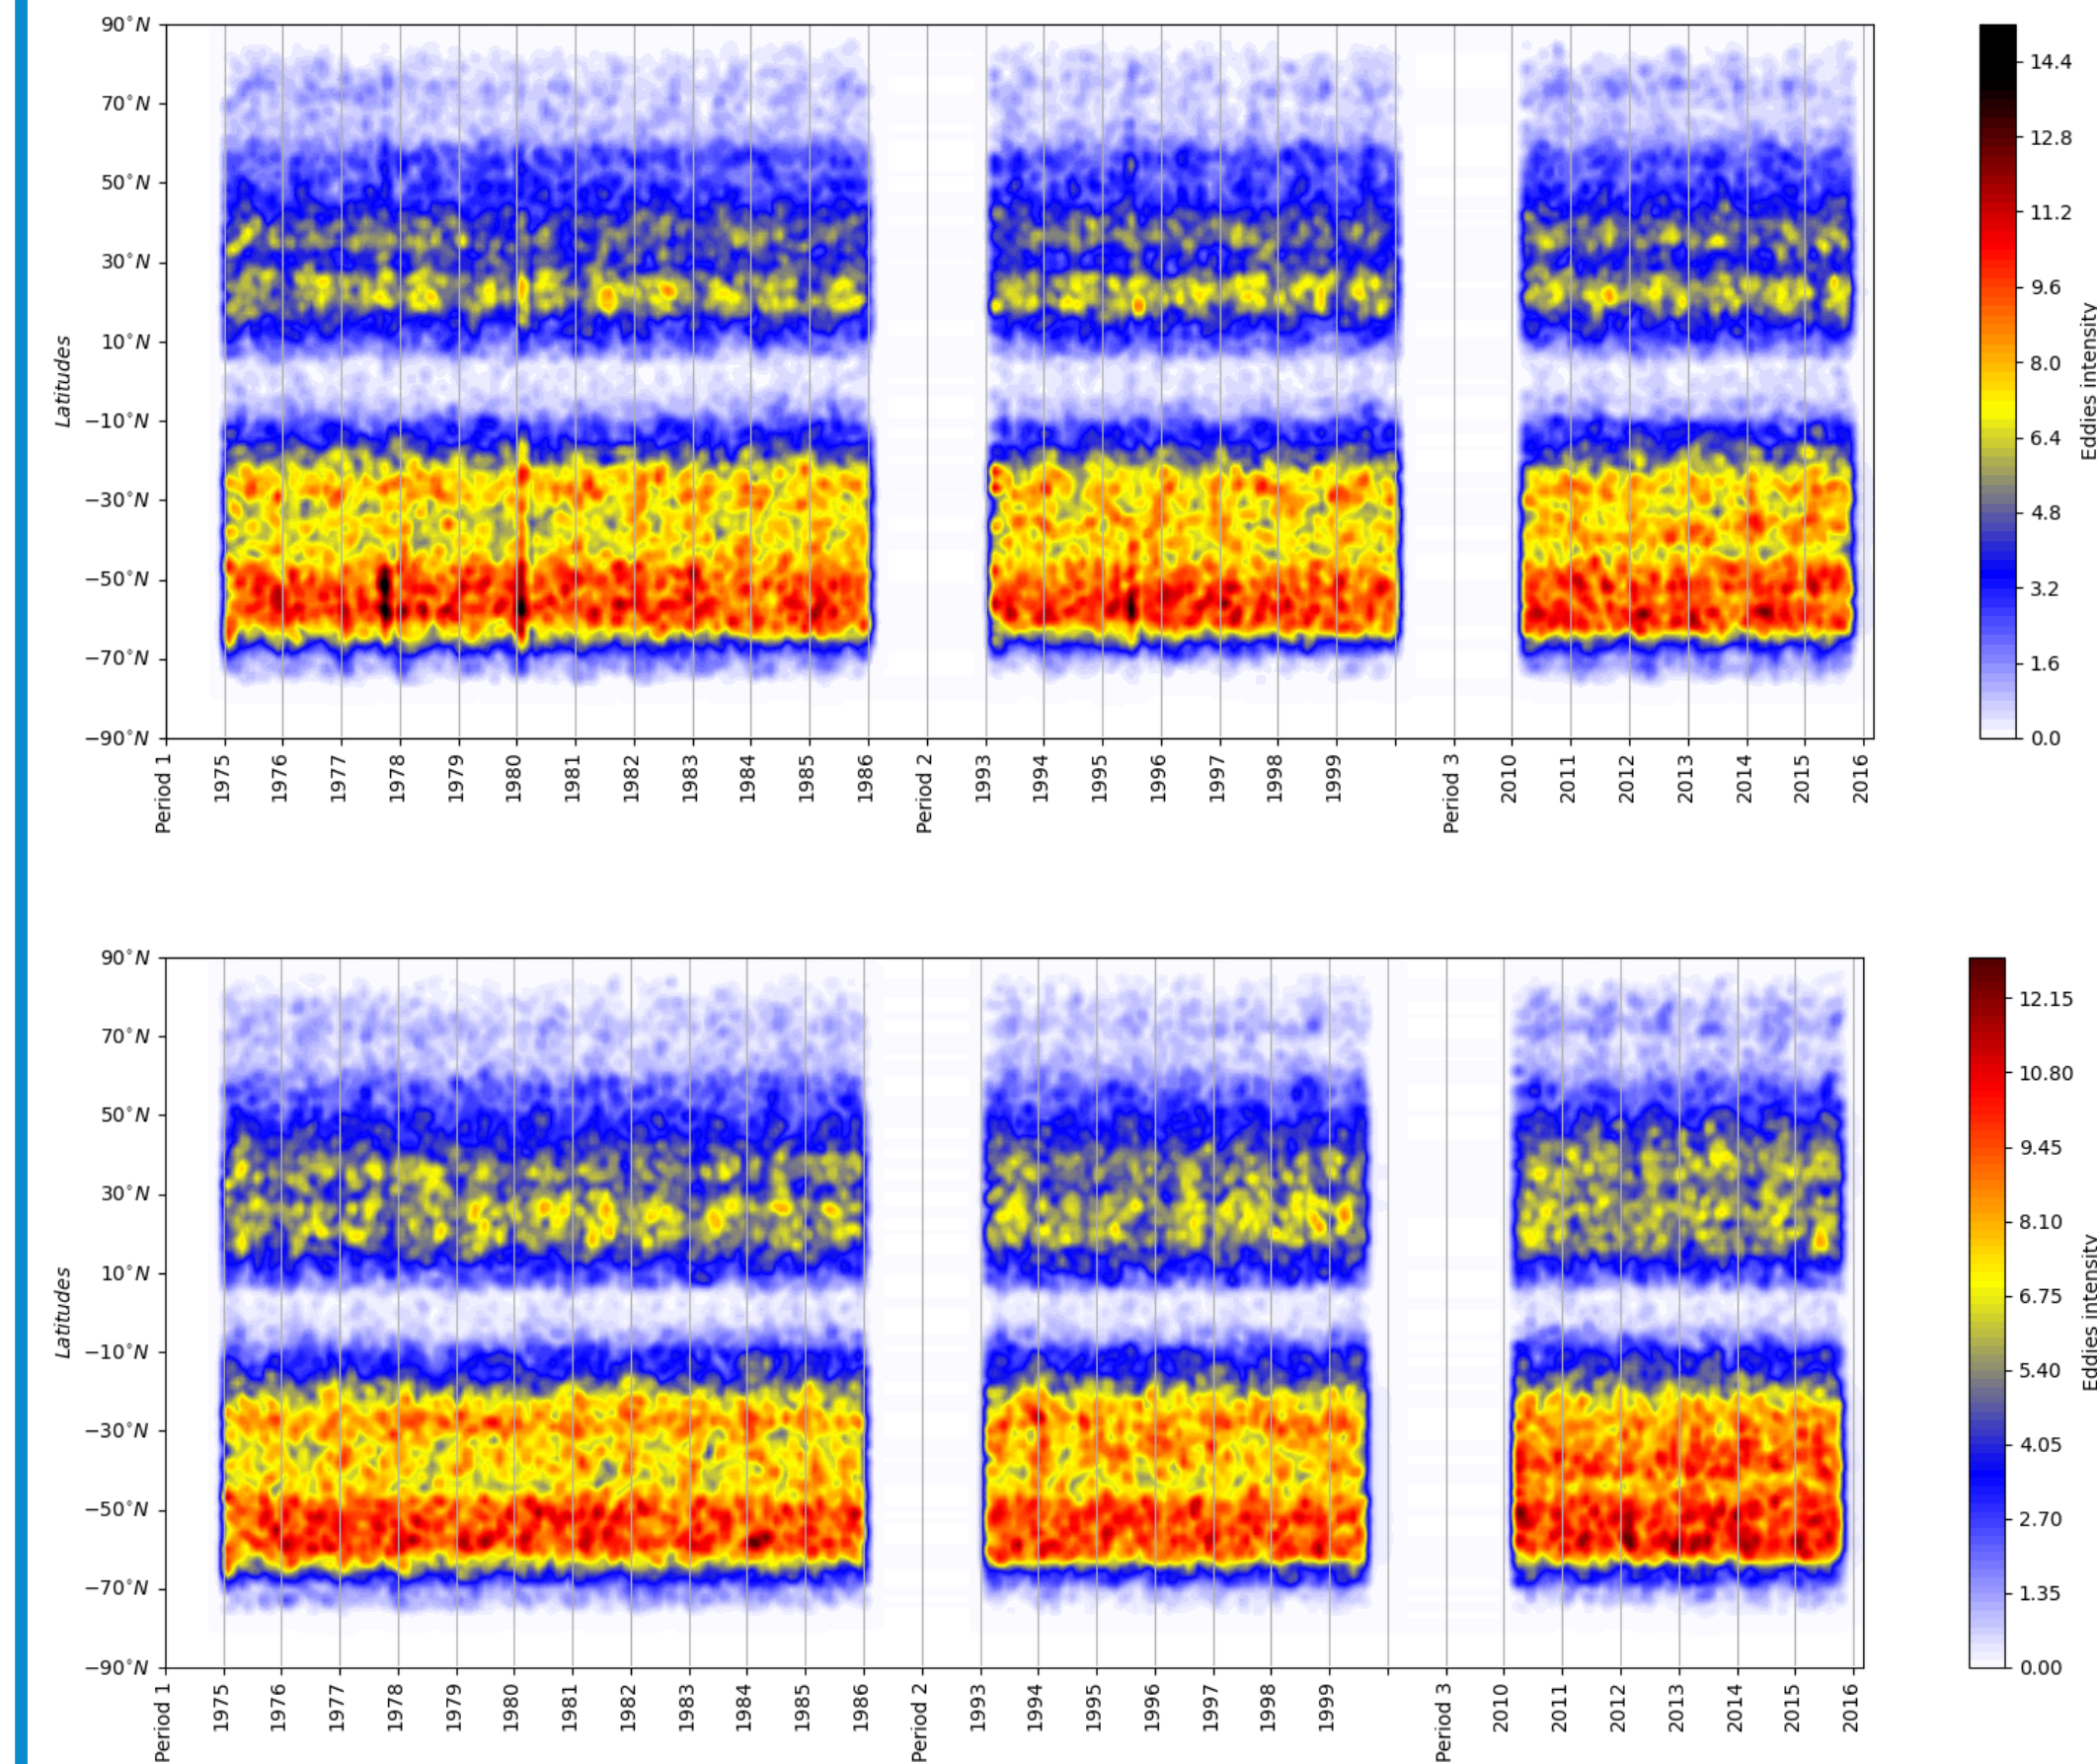 90°N
70°N
50°N
30°N
10°N
−10°N
−30°N
−50°N
−70°N
−90°N
Latitudes
Period 1
1975
1976
1977
1978
1979
1980
1981
1982
1983
1984
1985
1986
Period 2
1993
1994
1995
1996
1997
1998
1999
Period 3
2010
2011
2012
2013
2014
2015
2016
14.4
12.8
11.2
9.6
8.0
6.4
4.8
3.2
1.6
0.0
Eddies intensity
90°N
70°N
50°N
30°N
10°N
−10°N
−30°N
−50°N
−70°N
−90°N
Latitudes
Period 1
1975
1976
1977
1978
1979
1980
1981
1982
1983
1984
1985
1986
Period 2
1993
1994
1995
1996
1997
1998
1999
Period 3
2010
2011
2012
2013
2014
2015
2016
12.15
10.80
9.45
8.10
6.75
5.40
4.05
2.70
1.35
0.00
Eddies intensity